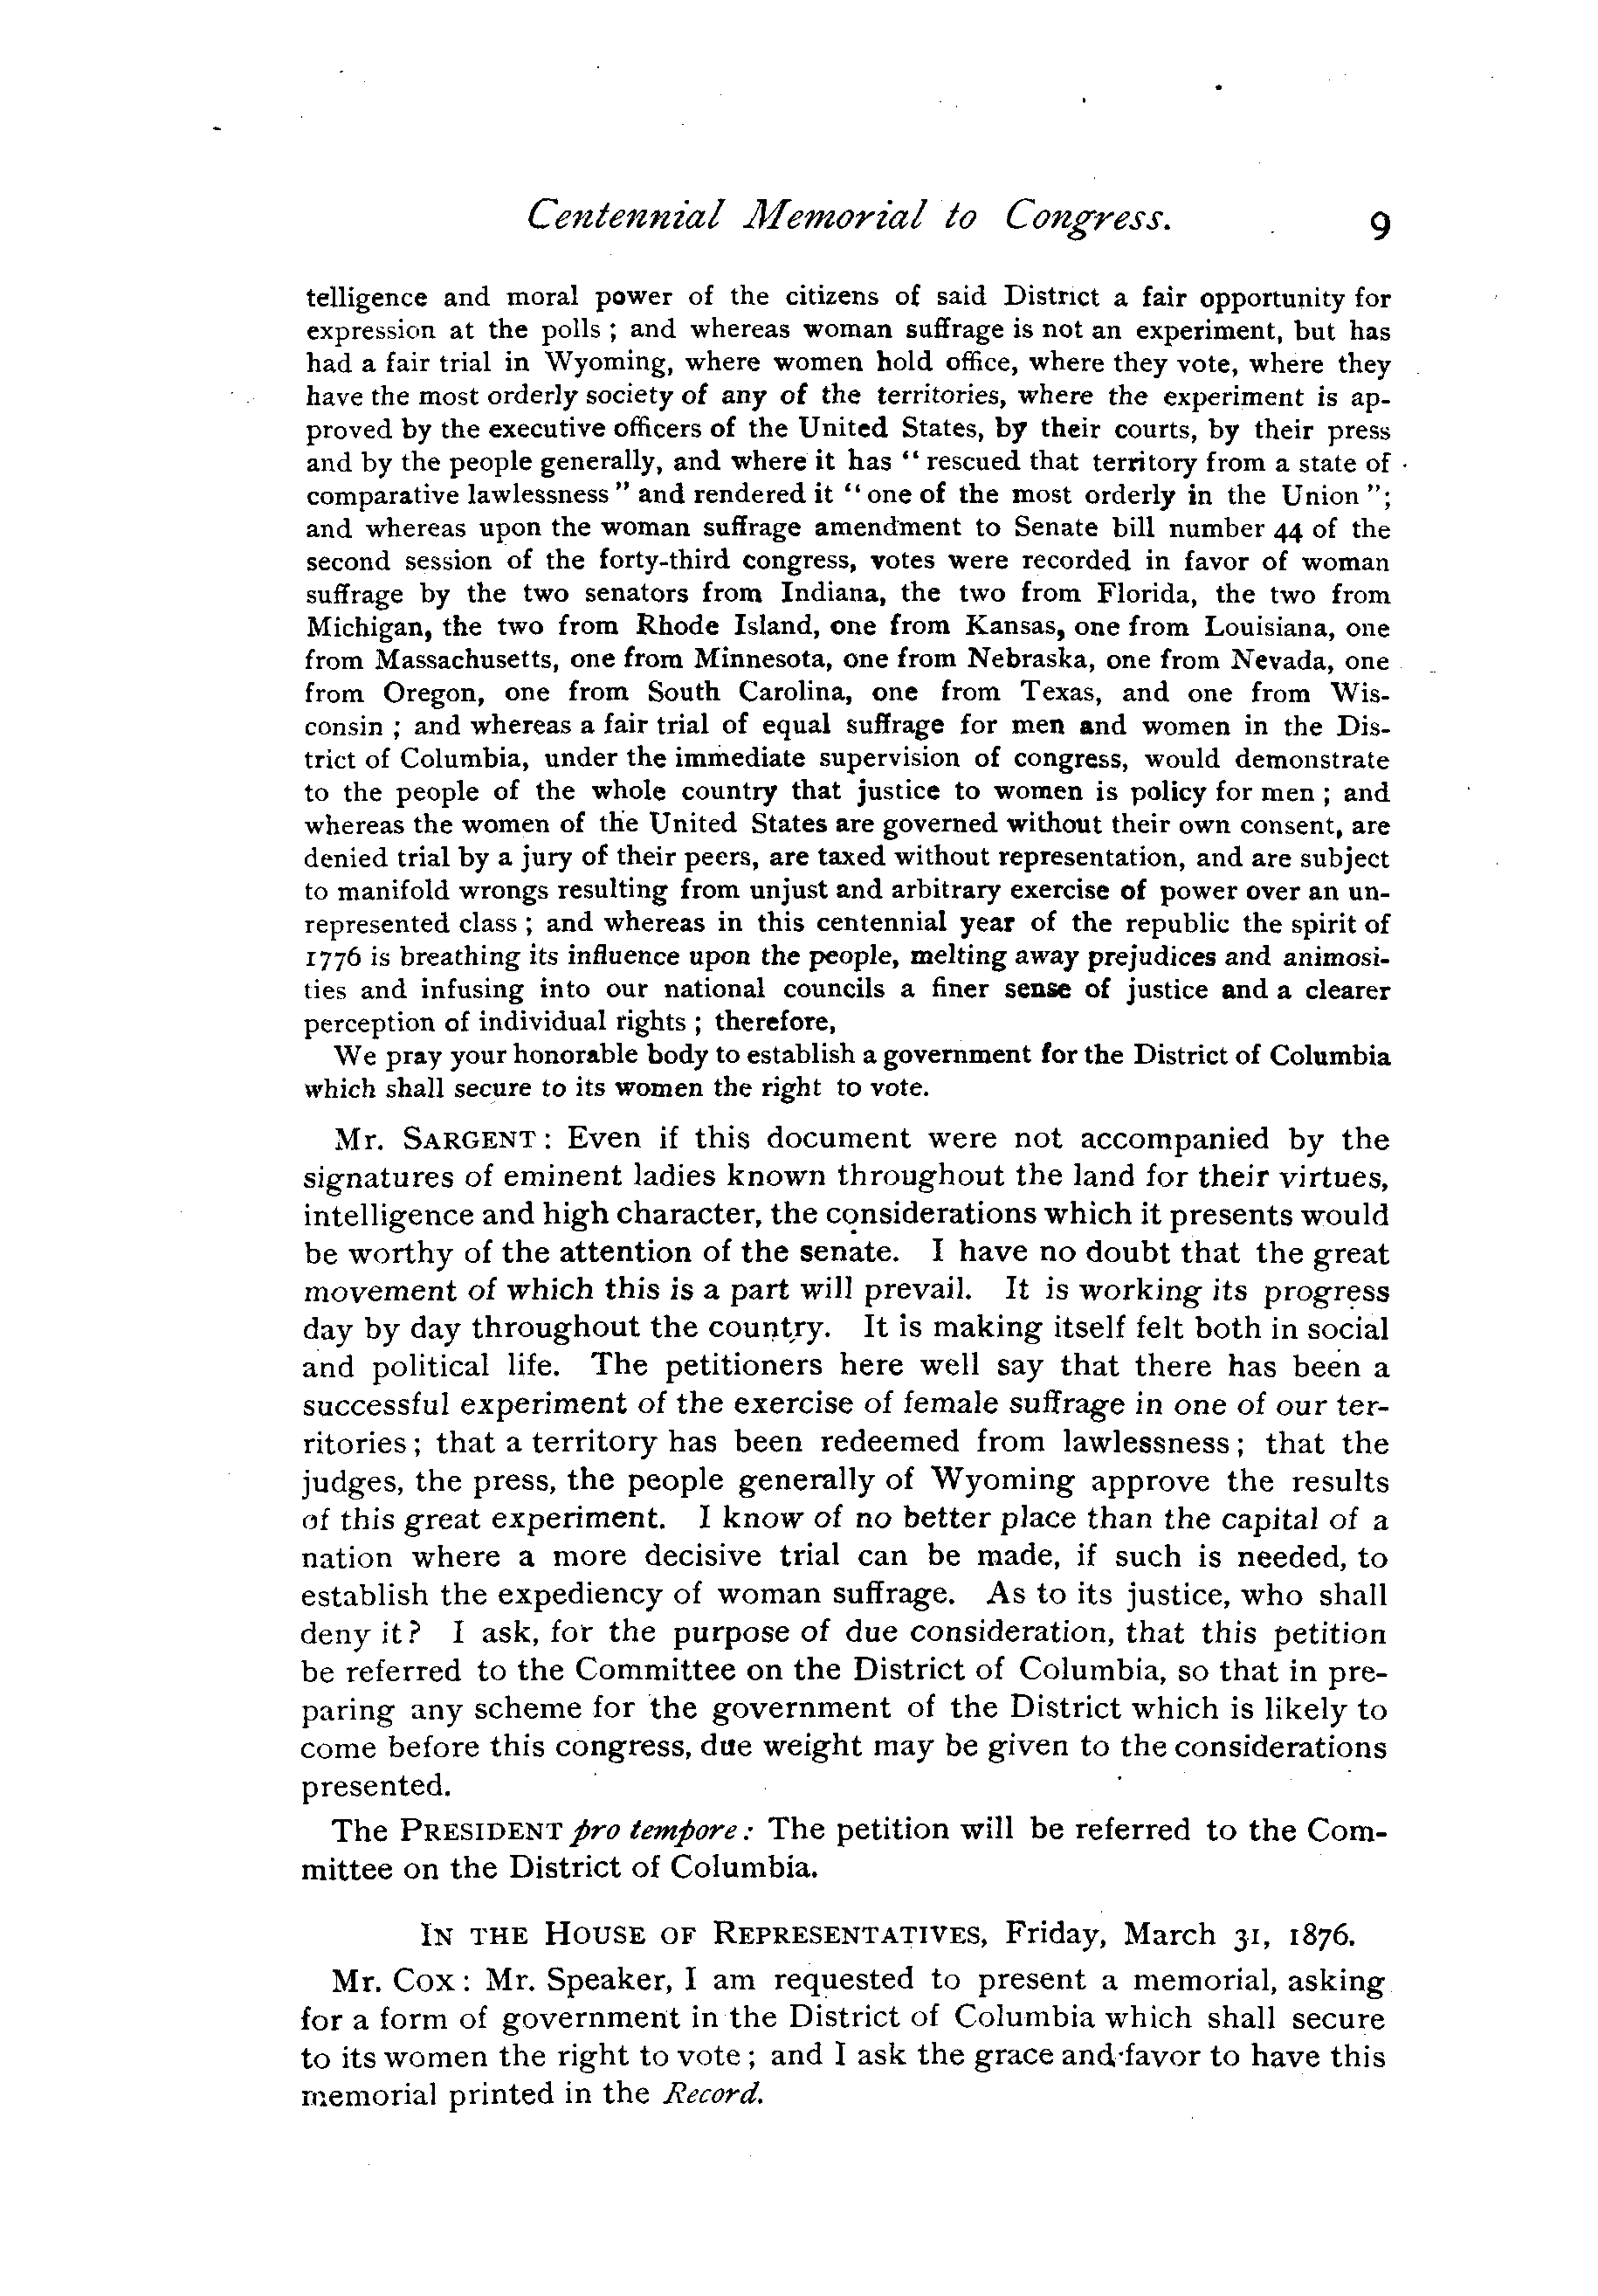 Centennial Memorial to Congress. 9
telligence and moral power of the citizens of said District a fair opportunity for
expression at the polls ; and whereas woman suffrage is not an experiment, but has
had a fair trial in Wyoming, where women hold office, where they vote, where they
have the most orderly society of any of the territories, where the experiment is ap-
proved by the executive officers of the United States, by their courts, by their press
and by the people generally, and where it has “ rescued that territory from a state of
comparative lawlessness ” and rendered it “ one of the most orderly in the Union ”;
and whereas upon the woman suffrage amendment to Senate bill number 44 of the
second session of the forty-third congress, votes were recorded in favor of woman
suffrage by the two senators from Indiana, the two from Florida, the two from
Michigan, the two from Rhode Island, one from Kansas, one from Louisiana, one
from Massachusetts, one from Minnesota, one from Nebraska, one from Nevada, one
from Oregon, one from South Carolina, one from Texas, and one from Wis-
consin ; and whereas a fair trial of equal suffrage for men and women in the Dis-
trict of Columbia, under the immediate supervision of congress, would demonstrate
to the people of the whole country that justice to women is policy for men ; and
whereas the women of the United States are governed without their own consent, are
denied trial by a jury of their peers, are taxed without representation, and are subject
to manifold wrongs resulting from unjust and arbitrary exercise of power over an un-
represented class ; and whereas in this centennial year of the republic the spirit of
1776 is breathing its influence upon the people, melting away prejudices and animosi-
ties and infusing into our national councils a finer sense of justice and a clearer
perception of individual rights ; therefore,
We pray your honorable body to establish a government for the District of Columbia
which shall secure to its women the right to vote.
Mr. SARGENT : Even if this document were not accompanied by the
signatures of eminent ladies known throughout the land for their virtues,
intelligence and high character, the considerations which it presents would
be worthy of the attention of the senate. I have no doubt that the great
movement of which this is a part will prevail. It is working its progress
day by day throughout the country. It is making itself felt both in social
and political life. The petitioners here well say that there has been a
successful experiment of the exercise of female suffrage in one of our ter-
ritories ; that a territory has been redeemed from lawlessness ; that the
judges, the press, the people generally of Wyoming approve the results
of this great experiment. I know of no better place than the capital of a
nation where a more decisive trial can be made, if such is needed, to
establish the expediency of woman suffrage. As to its justice, who shall
deny it? I ask, for the purpose of due consideration, that this petition
be referred to the Committee on the District of Columbia, so that in pre-
paring any scheme for the government of the District which is likely to
come before this congress, due weight may be given to the considerations
presented.
The PRESIDENT pro tempore : The petition will be referred to the Com-
mittee on the District of Columbia.
IN THE HOUSE OF REPRESENTATIVES, Friday, March 31, 1876.
Mr. COX : Mr. Speaker, I am requested to present a memorial, asking
for a form of government in the District of Columbia which shall secure
to its women the right to vote ; and I ask the grace and favor to have this
memorial printed in the Record.